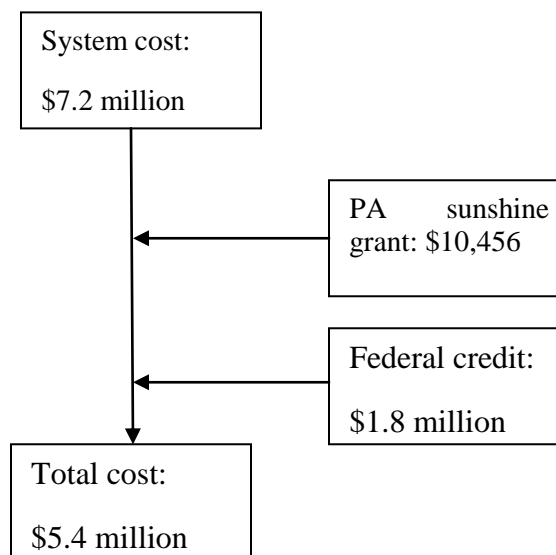 System cost:
$7.2 million
PA sunshine
grant: $10,456
Federal credit:
$1.8 million
Total cost:
$5.4 million